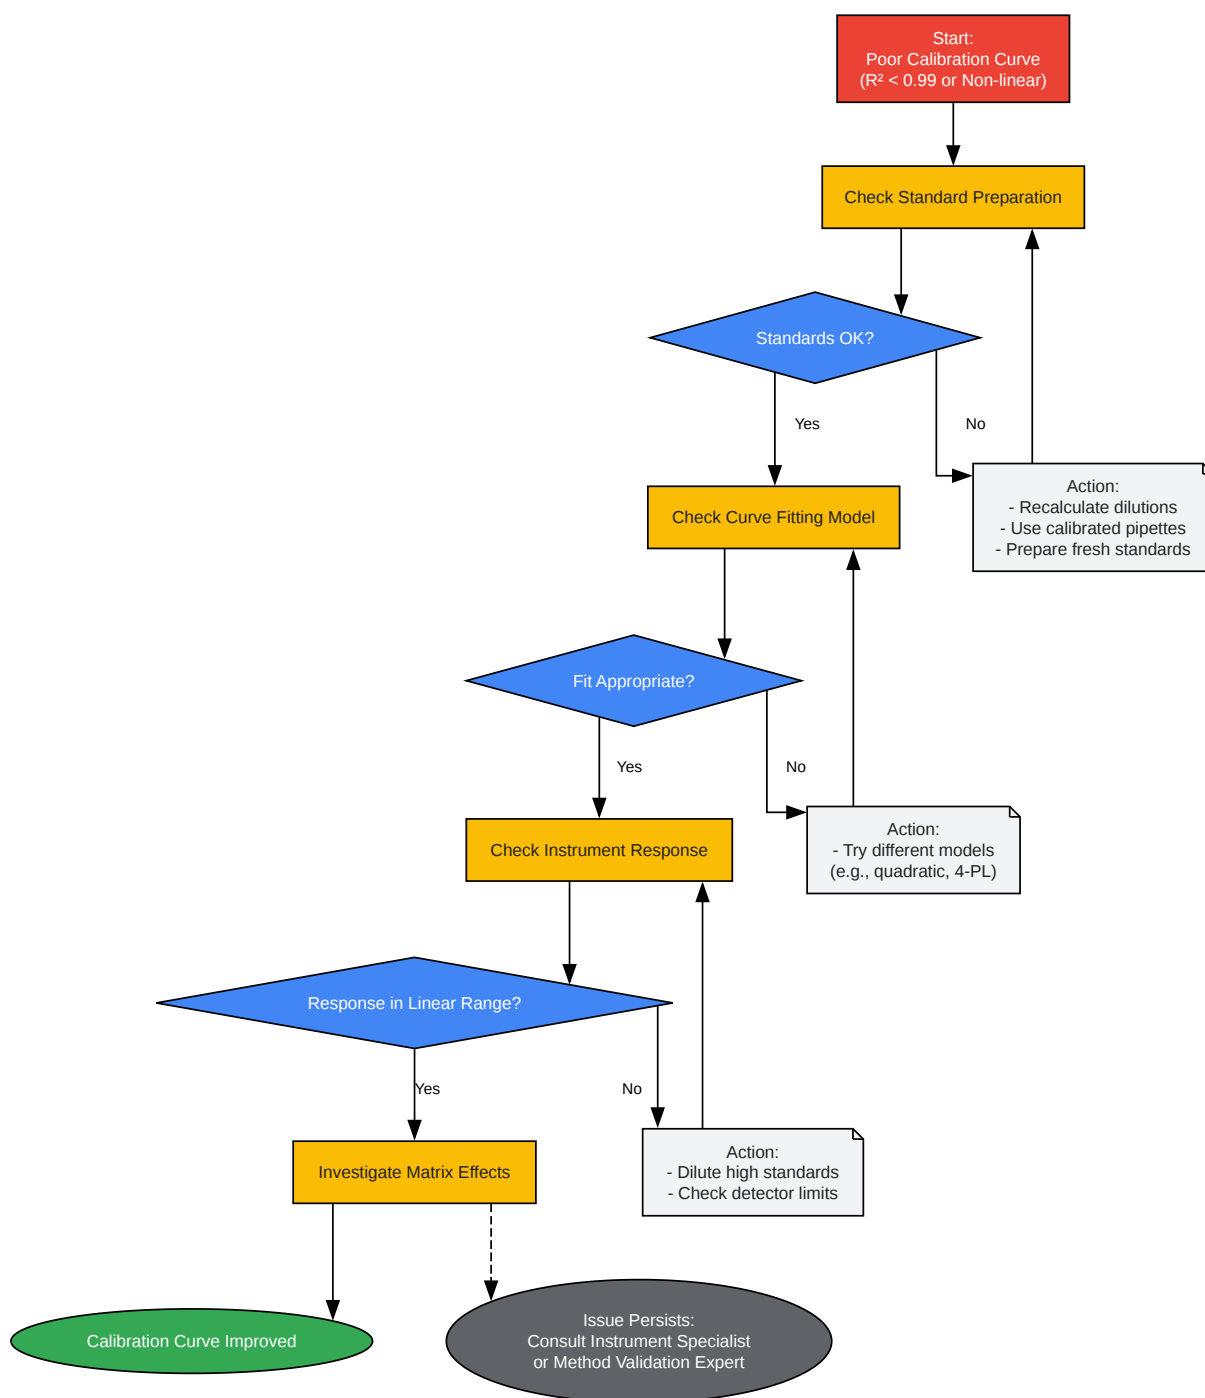 Start:
Poor Calibration Curve
(R² < 0.99 or Non-linear)
Check Standard Preparation
Standards OK?
Yes
No
Action:
- Recalculate dilutions
- Use calibrated pipettes
- Prepare fresh standards
Check Curve Fitting Model
Fit Appropriate?
Yes
No
Action:
- Try different models
(e.g., quadratic, 4-PL)
Check Instrument Response
Response in Linear Range?
Yes
No
Action:
- Dilute high standards
- Check detector limits
Investigate Matrix Effects
Calibration Curve Improved
Issue Persists:
Consult Instrument Specialist
or Method Validation Expert